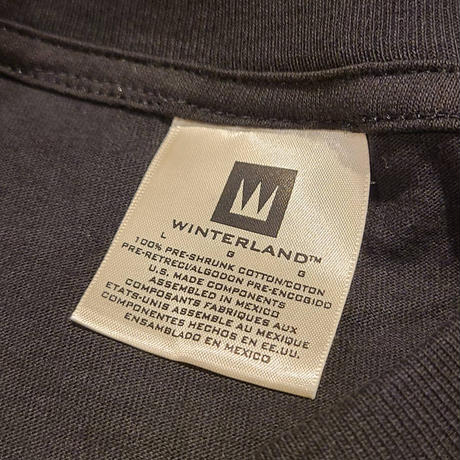 WINTERLAND™
L G G
100% PRE-SHRUNK COTTON/COTON
PRE-RETRECI/ALGODON PRE-ENCOGIDO
U.S. MADE COMPONENTS
ASSEMBLED IN MEXICO
COMPOSANTS FABRIQUES AUX
ETATS-UNIS ASSEMBLE AU MEXIQUE
COMPONENTES HECHOS EN EE.UU.
ENSAMBLADO EN MEXICO